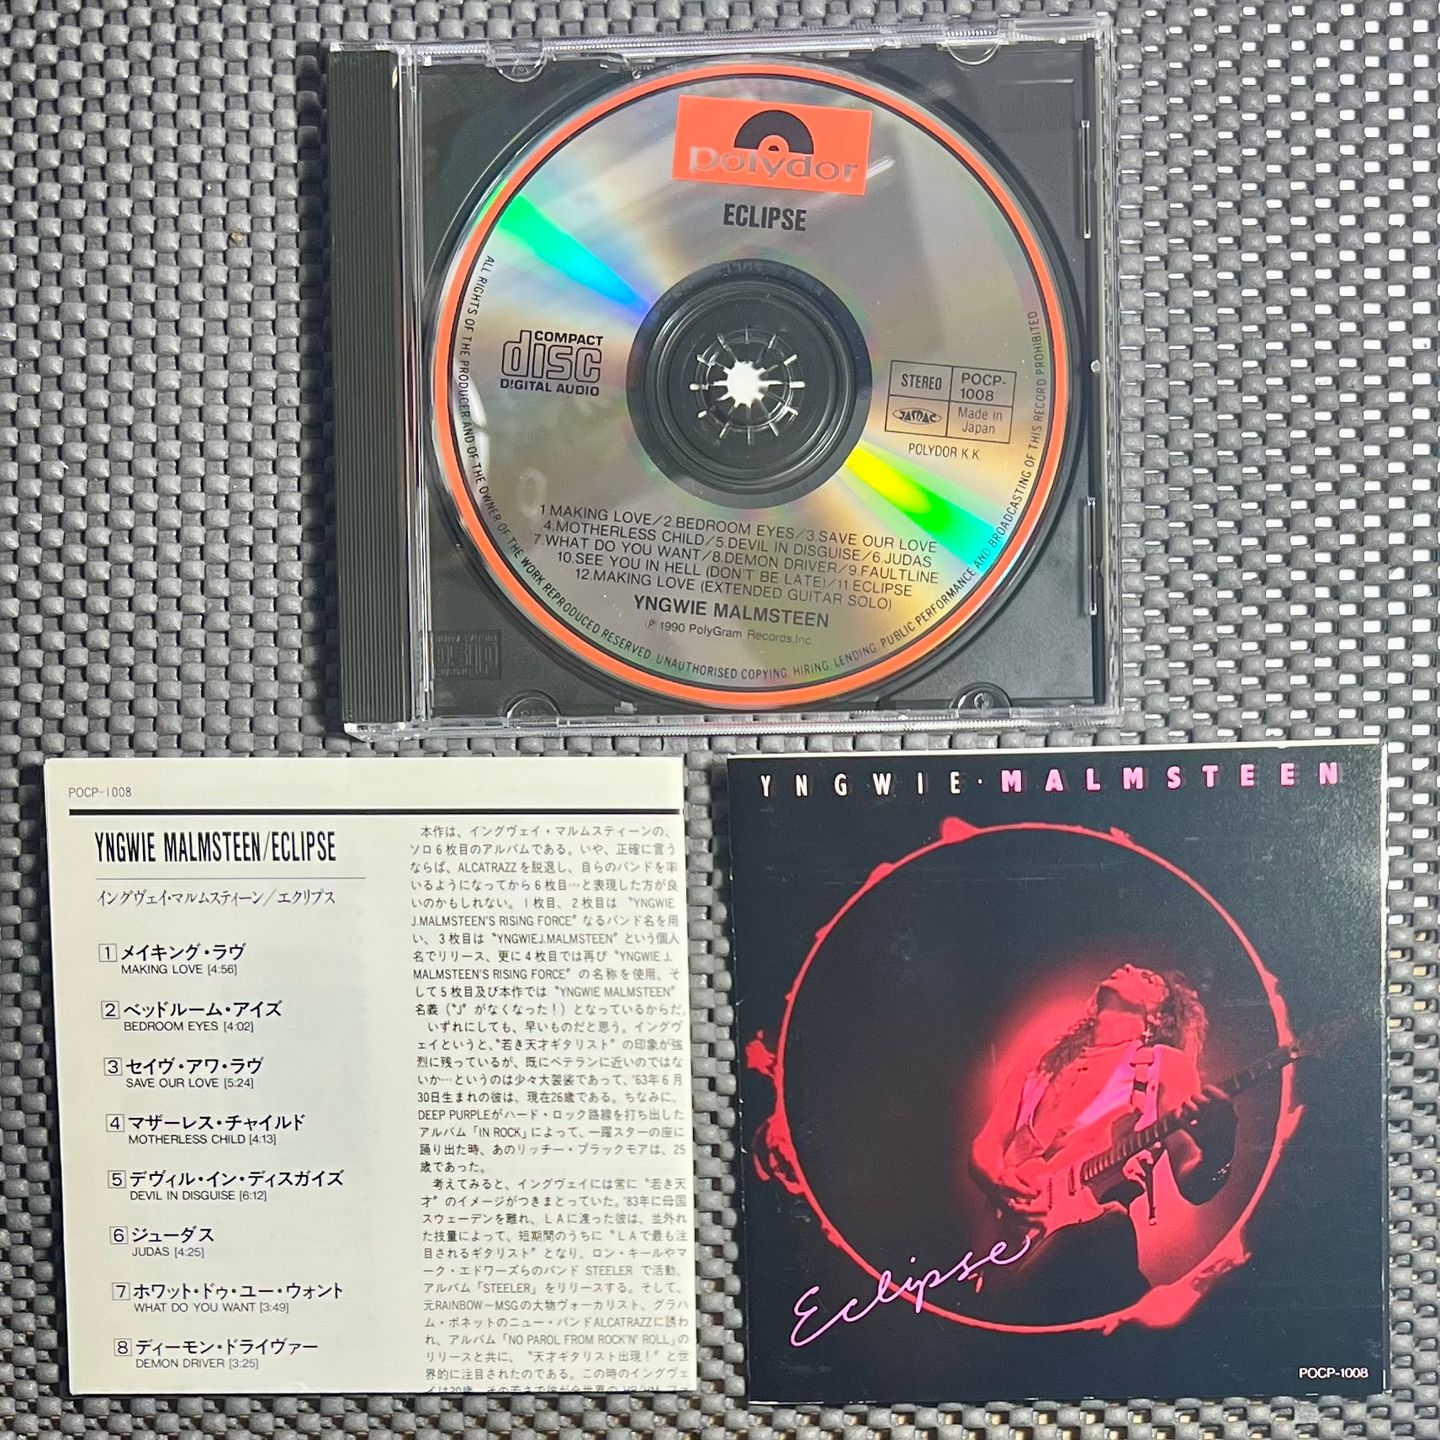 Polydor
ECLIPSE
COMPACT
disc
DIGITAL AUDIO
STEREO
POCP-
1008
JASRAC
Made in
Japan
POLYDOR K.K.
1.MAKING LOVE/2.BEDROOM EYES/3.SAVE OUR LOVE
4.MOTHERLESS CHILD/5 DEVIL IN DISGUISE/6.JUDAS
7.WHAT DO YOU WANT/8.DEMON DRIVER/9.FAULTLINE
10.SEE YOU IN HELL (DON'T BE LATE)/11.ECLIPSE
12.MAKING LOVE (EXTENDED GUITAR SOLO)
YNGWIE MALMSTEEN
℗ 1990 PolyGram Records,Inc
ALL RIGHTS OF THE PRODUCER AND OF THE OWNER OF THE WORK REPRODUCED RESERVED. UNAUTHORISED COPYING, HIRING, LENDING, PUBLIC PERFORMANCE AND BROADCASTING OF THIS RECORD PROHIBITED
POCP-1008
YNGWIE MALMSTEEN/ECLIPSE
イングヴェイ・マルムスティーン/エクリプス
1 メイキング・ラヴ
MAKING LOVE [4:56]
2 ベッドルーム・アイズ
BEDROOM EYES [4:02]
3 セイヴ・アワ・ラヴ
SAVE OUR LOVE [5:24]
4 マザーレス・チャイルド
MOTHERLESS CHILD [4:13]
5 デヴィル・イン・ディスガイズ
DEVIL IN DISGUISE [6:12]
6 ジューダス
JUDAS [4:25]
7 ホワット・ドゥ・ユー・ウォント
WHAT DO YOU WANT [3:49]
8 ディーモン・ドライヴァー
DEMON DRIVER [3:25]
本作は、イングヴェイ・マルムスティーンの、
ソロ6枚目のアルバムである。いや、正確に言う
ならば、ALCATRAZZを脱退し、自らのバンドを率
いるようになってから6枚目…と表現した方が良
いのかもしれない。1枚目、2枚目は〝YNGWIE
J.MALMSTEEN'S RISING FORCE〞なるバンド名を用
い、3枚目は〝YNGWIEJ.MALMSTEEN〞という個人
名でリリース、更に4枚目では再び〝YNGWIE J.
MALMSTEEN'S RISING FORCE〞の名称を使用、そ
して5枚目及び本作では〝YNGWIE MALMSTEEN〞
名義(〝J〞がなくなった!)となっているからだ。
いずれにしても、早いものだと思う。イングヴ
ェイというと、〝若き天才ギタリスト〞の印象が強
烈に残っているが、既にベテランに近いのではな
いか…というのは少々大袈裟であって、'63年6月
30日生まれの彼は、現在26歳である。ちなみに、
DEEP PURPLEがハード・ロック路線を打ち出した
アルバム「IN ROCK」によって、一躍スターの座に
踊り出た時、あのリッチー・ブラックモアは、25
歳であった。
考えてみると、イングヴェイには常に〝若き天
才〞のイメージがつきまとっていた。'83年に母国
スウェーデンを離れ、LAに渡った彼は、並外れ
た技量によって、短期間のうちに〝LAで最も注
目されるギタリスト〞となり、ロン・キールやマ
ーク・エドワーズらのバンド STEELER で活動、
アルバム「STEELER」をリリースする。そして、
元RAINBOW〜MSGの大物ヴォーカリスト、グラハ
ム・ボネットのニュー・バンドALCATRAZZに誘わ
れ、アルバム「NO PAROL FROM ROCK'N' ROLL」の
リリースと共に、〝天才ギタリスト出現!〞と世
界的に注目されたのである。この時のイングヴェ
イは20歳、その若さで彼が全世界の HR/HM ファ
YNGWIE・MALMSTEEN
Eclipse
POCP-1008